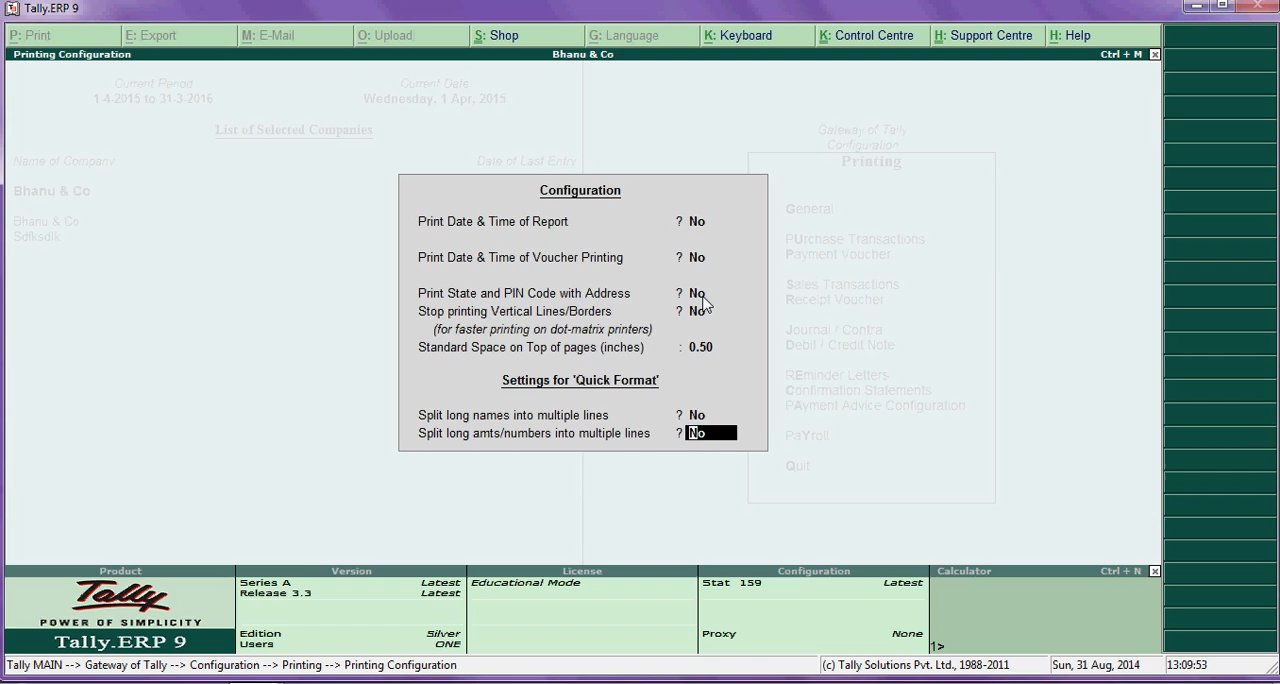 Tally.ERP 9
P: Print E: Export M: E-Mail O: Upload S: Shop G: Language K: Keyboard K: Control Centre H: Support Centre H: Help
Printing Configuration Bhanu & Co Ctrl + M
Current Period Current Date
1-4-2015 to 31-3-2016 Wednesday, 1 Apr, 2015
List of Selected Companies
Name of Company Date of Last Entry
Bhanu & Co
Bhanu & Co
Sdlksdlk
Gateway of Tally
Configuration
Printing
General
PUrchase Transactions
Payment Voucher
Sales Transactions
Receipt Voucher
Journal / Contra
Debit / Credit Note
REminder Letters
Confirmation Statements
PAyment Advice Configuration
PaYroll
Quit
Configuration
Print Date & Time of Report ? No
Print Date & Time of Voucher Printing ? No
Print State and PIN Code with Address ? No
Stop printing Vertical Lines/Borders ? No
(for faster printing on dot-matrix printers)
Standard Space on Top of pages (inches) : 0.50
Settings for 'Quick Format'
Split long names into multiple lines ? No
Split long amts/numbers into multiple lines ? No
Product Version License Configuration Calculator Ctrl + N
Tally
POWER OF SIMPLICITY
Tally.ERP 9
Series A Latest
Release 3.3 Latest
Edition Silver
Users ONE
Educational Mode
Stat 159 Latest
Proxy None
1>
Tally MAIN --> Gateway of Tally --> Configuration --> Printing --> Printing Configuration (c) Tally Solutions Pvt. Ltd., 1988-2011 Sun, 31 Aug, 2014 13:09:53